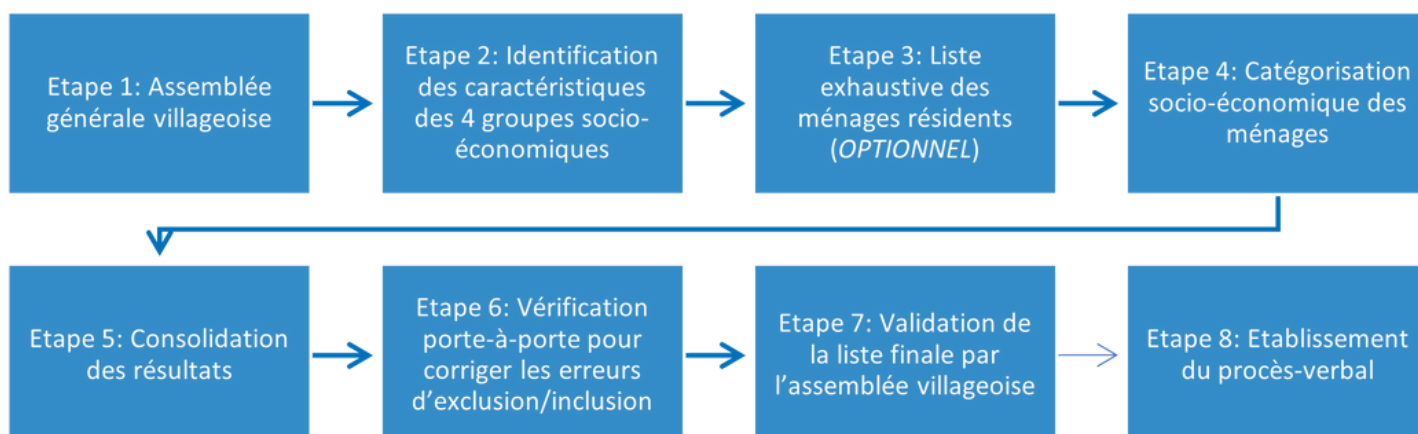 Etape 1: Assemblée
générale villageoise
Etape 2: Identification
des caractéristiques
des 4 groupes socio-
économiques
Etape 3: Liste
exhaustive des
ménages résidents
(OPTIONNEL)
Etape 4: Catégorisation
socio-économique des
ménages
Etape 5: Consolidation
des résultats
Etape 6: Vérification
porte-à-porte pour
corriger les erreurs
d’exclusion/inclusion
Etape 7: Validation de
la liste finale par
l’assemblée villageoise
Etape 8: Etablissement
du procès-verbal